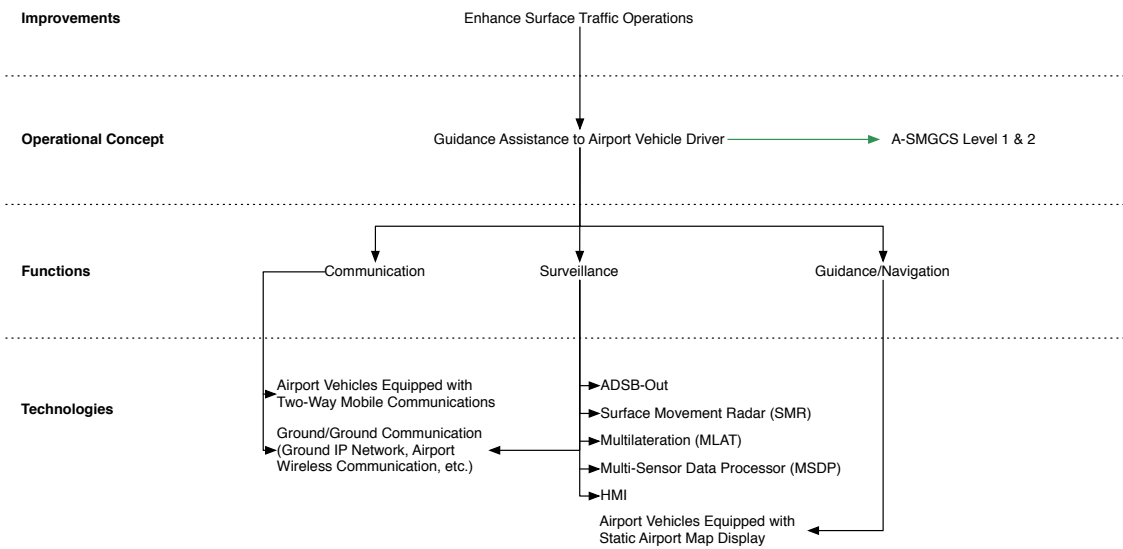 Improvements
Enhance Surface Traffic Operations
Operational Concept
Guidance Assistance to Airport Vehicle Driver
A-SMGCS Level 1 & 2
Functions
Communication
Surveillance
Guidance/Navigation
Technologies
Airport Vehicles Equipped with
Two-Way Mobile Communications
Ground/Ground Communication
(Ground IP Network, Airport
Wireless Communication, etc.)
ADSB-Out
Surface Movement Radar (SMR)
Multilateration (MLAT)
Multi-Sensor Data Processor (MSDP)
HMI
Airport Vehicles Equipped with
Static Airport Map Display